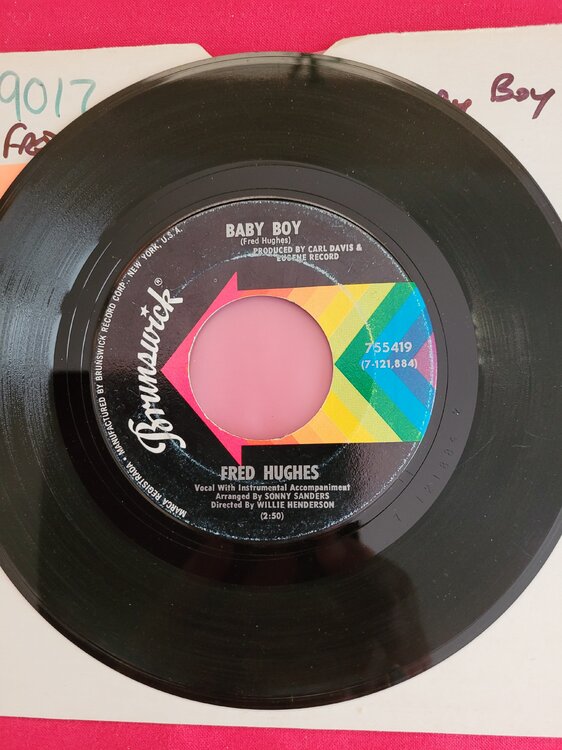 9017
Boy
BABY BOY
(Fred Hughes)
PRODUCED BY CARL DAVIS &
EUGENE RECORD
Brunswick®
755419
(7-121,884)
FRED HUGHES
Vocal With Instrumental Accompaniment
Arranged By SONNY SANDERS
Directed By WILLIE HENDERSON
(2:50)
MARCA REGISTRADA • MANUFACTURED BY BRUNSWICK RECORD CORP., NEW YORK, U.S.A.